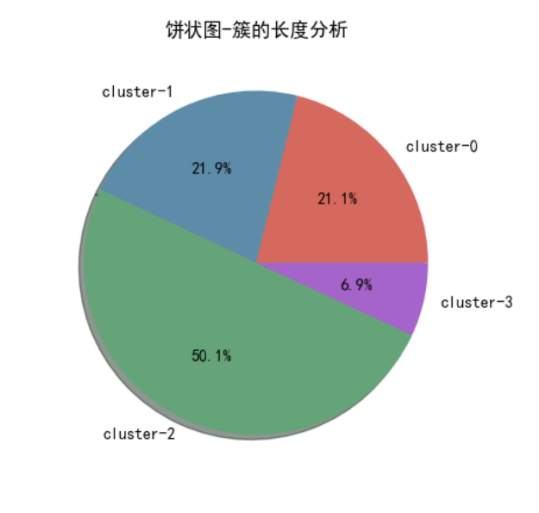 饼状图-簇的长度分析
cluster-1
cluster-0
21.9%
21.1%
6.9%
cluster-3
50.1%
cluster-2